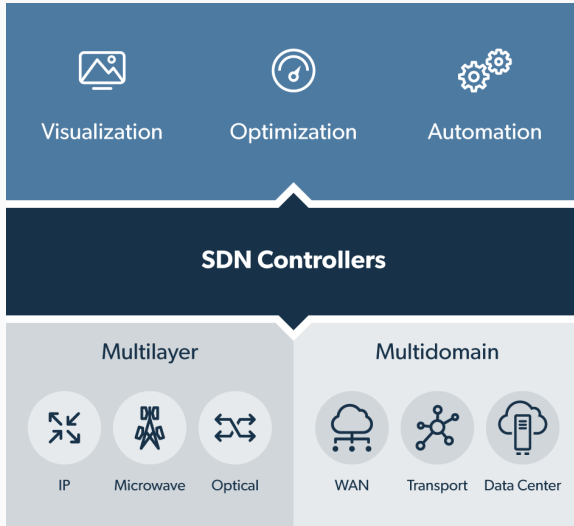 Visualization
Optimization
Automation
SDN Controllers
Multilayer
Multidomain
IP
Microwave
Optical
WAN
Transport
Data Center